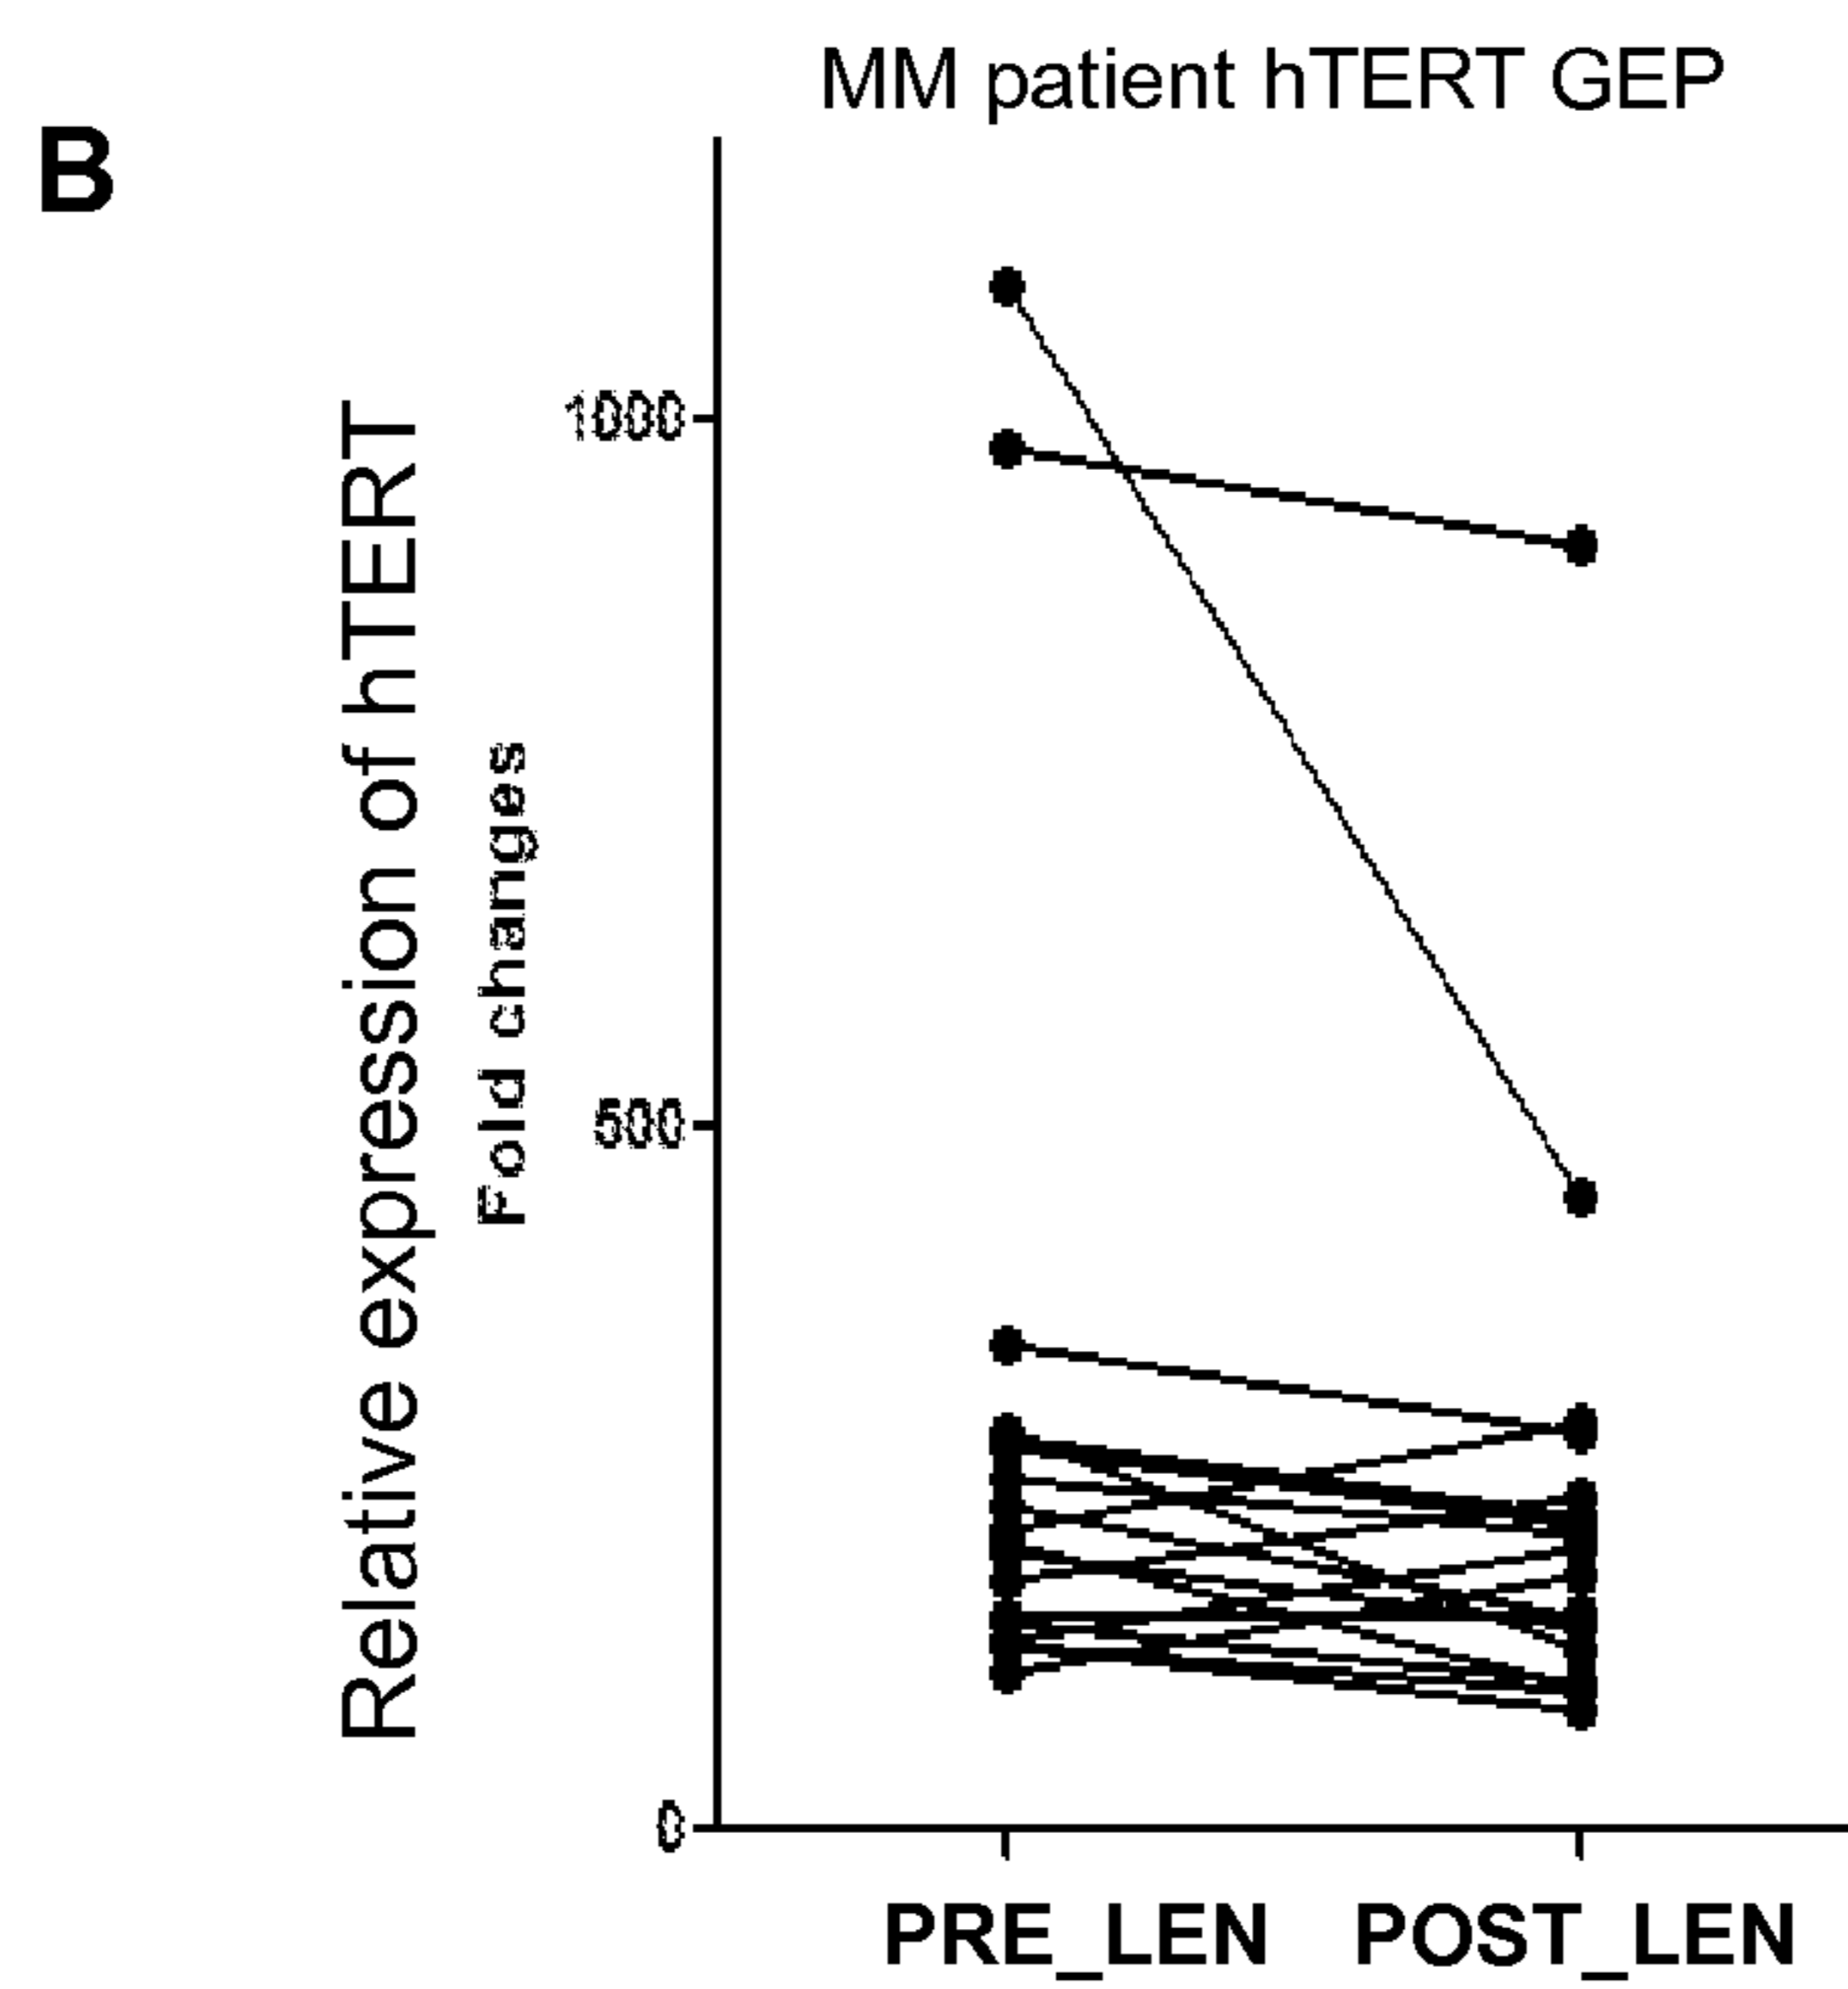 MM patient hTERT GEP
B
Relative expression of hTERT
Fold changes
1000
500
0
PRE_LEN POST_LEN